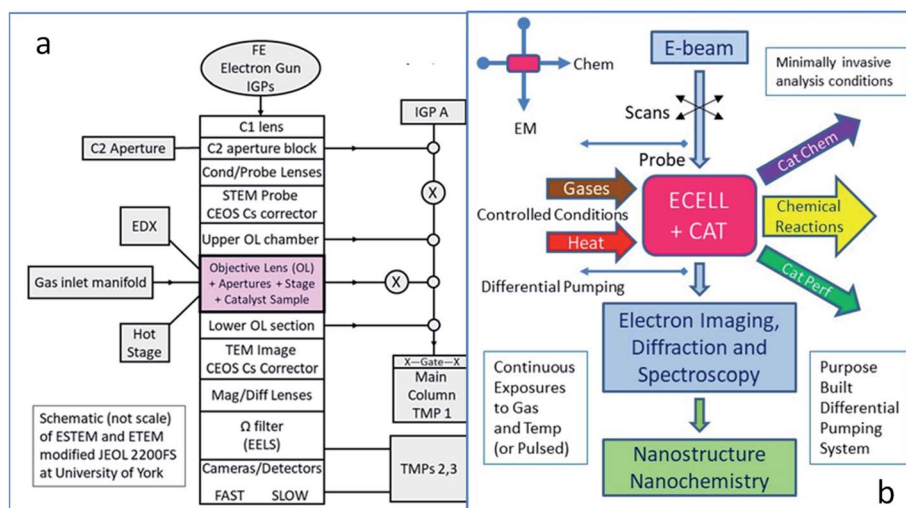 a
FE
Electron Gun
IGPs
C1 lens
C2 Aperture
C2 aperture block
Cond/Probe Lenses
STEM Probe
CEOS Cs corrector
EDX
Upper OL chamber
Gas inlet manifold
Objective Lens (OL)
+ Apertures + Stage
+ Catalyst Sample
Hot
Stage
Lower OL section
TEM Image
CEOS Cs Corrector
Mag/Diff Lenses
Ω filter
(EELS)
Cameras/Detectors
FAST SLOW
Schematic (not scale)
of ESTEM and ETEM
modified JEOL 2200FS
at University of York
IGP A
X
X
X—Gate—X
Main
Column
TMP 1
TMPs 2,3
Chem
EM
E-beam
Scans
Probe
Minimally invasive
analysis conditions
Gases
Controlled Conditions
Heat
Differential Pumping
ECELL
+ CAT
Cat Chem
Chemical
Reactions
Cat Perf
Electron Imaging,
Diffraction and
Spectroscopy
Continuous
Exposures
to Gas
and Temp
(or Pulsed)
Purpose
Built
Differential
Pumping
System
Nanostructure
Nanochemistry
b